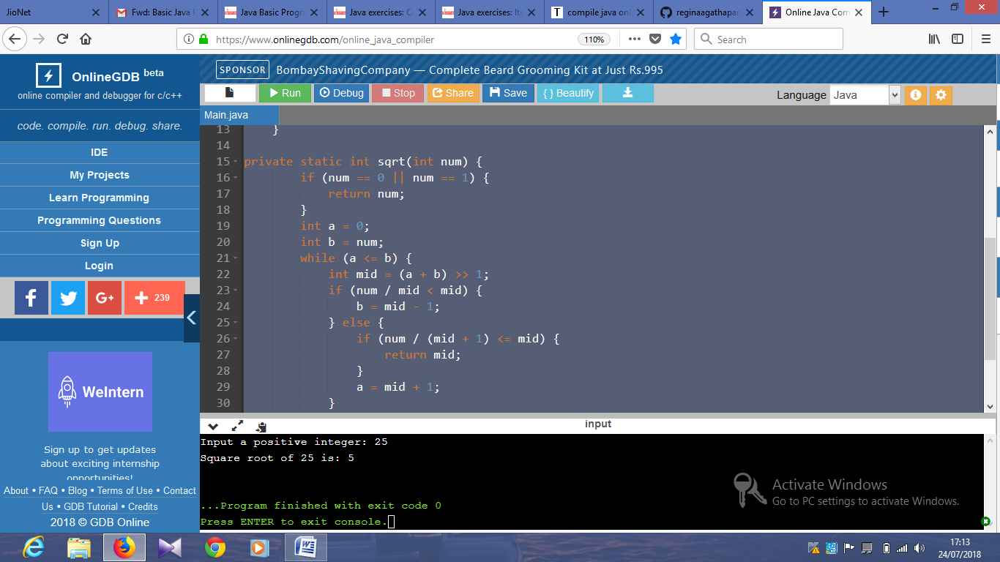 JioNet
Fwd: Basic Java P
Java Basic Progra
Java exercises: C
Java exercises: Ite
compile java onl
reginaagathapar
Online Java Com
https://www.onlinegdb.com/online_java_compiler
110%
Search
OnlineGDB beta
online compiler and debugger for c/c++
code. compile. run. debug. share.
IDE
My Projects
Learn Programming
Programming Questions
Sign Up
Login
239
WeIntern
Sign up to get updates
about exciting internship
opportunities!
About • FAQ • Blog • Terms of Use • Contact
Us • GDB Tutorial • Credits
2018 © GDB Online
SPONSOR BombayShavingCompany — Complete Beard Grooming Kit at Just Rs.995
Run Debug Stop Share Save { } Beautify Language Java
Main.java
13 }
14
15 private static int sqrt(int num) {
16 if (num == 0 || num == 1) {
17 return num;
18 }
19 int a = 0;
20 int b = num;
21 while (a <= b) {
22 int mid = (a + b) >> 1;
23 if (num / mid < mid) {
24 b = mid - 1;
25 } else {
26 if (num / (mid + 1) <= mid) {
27 return mid;
28 }
29 a = mid + 1;
30 }
input
Input a positive integer: 25
Square root of 25 is: 5
...Program finished with exit code 0
Press ENTER to exit console.
Activate Windows
Go to PC settings to activate Windows.
17:13
24/07/2018